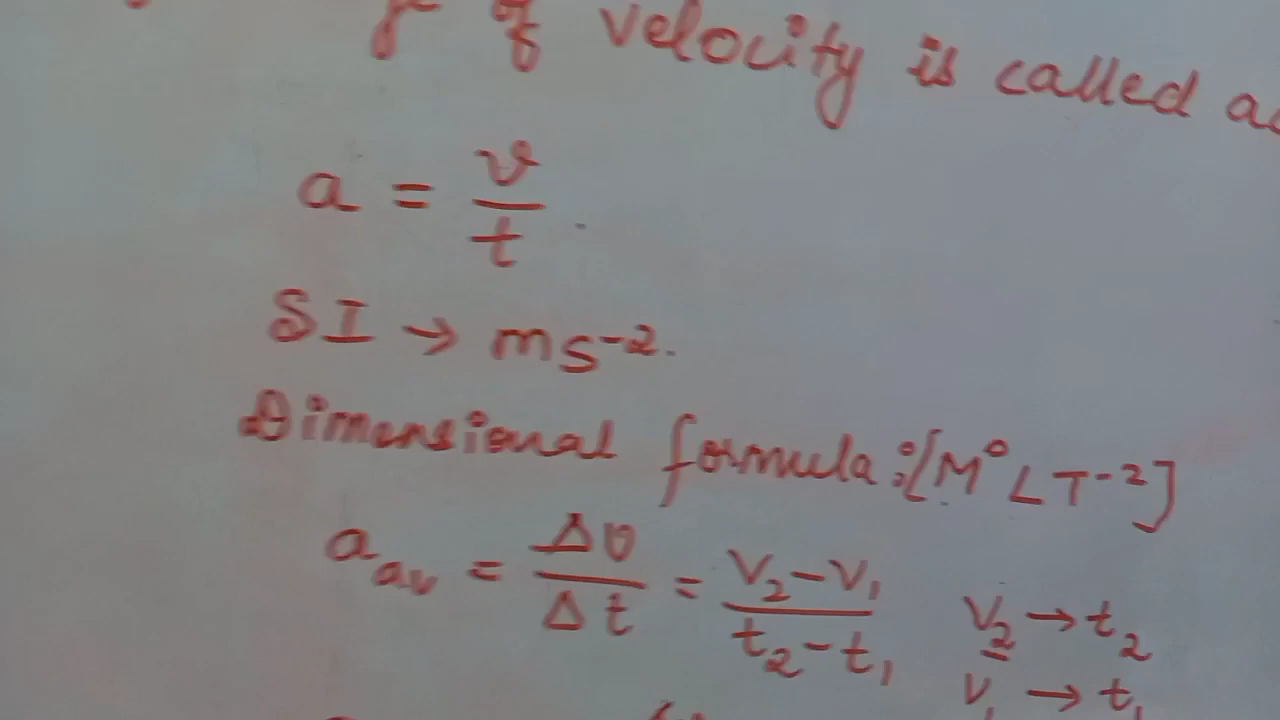 of velocity is called
a = v/t
SI → ms⁻²
Dimensional formula:[M⁰LT⁻²]
a_av = Δv/Δt = v₂-v₁/t₂-t₁ v₂ → t₂
v₁ → t₁